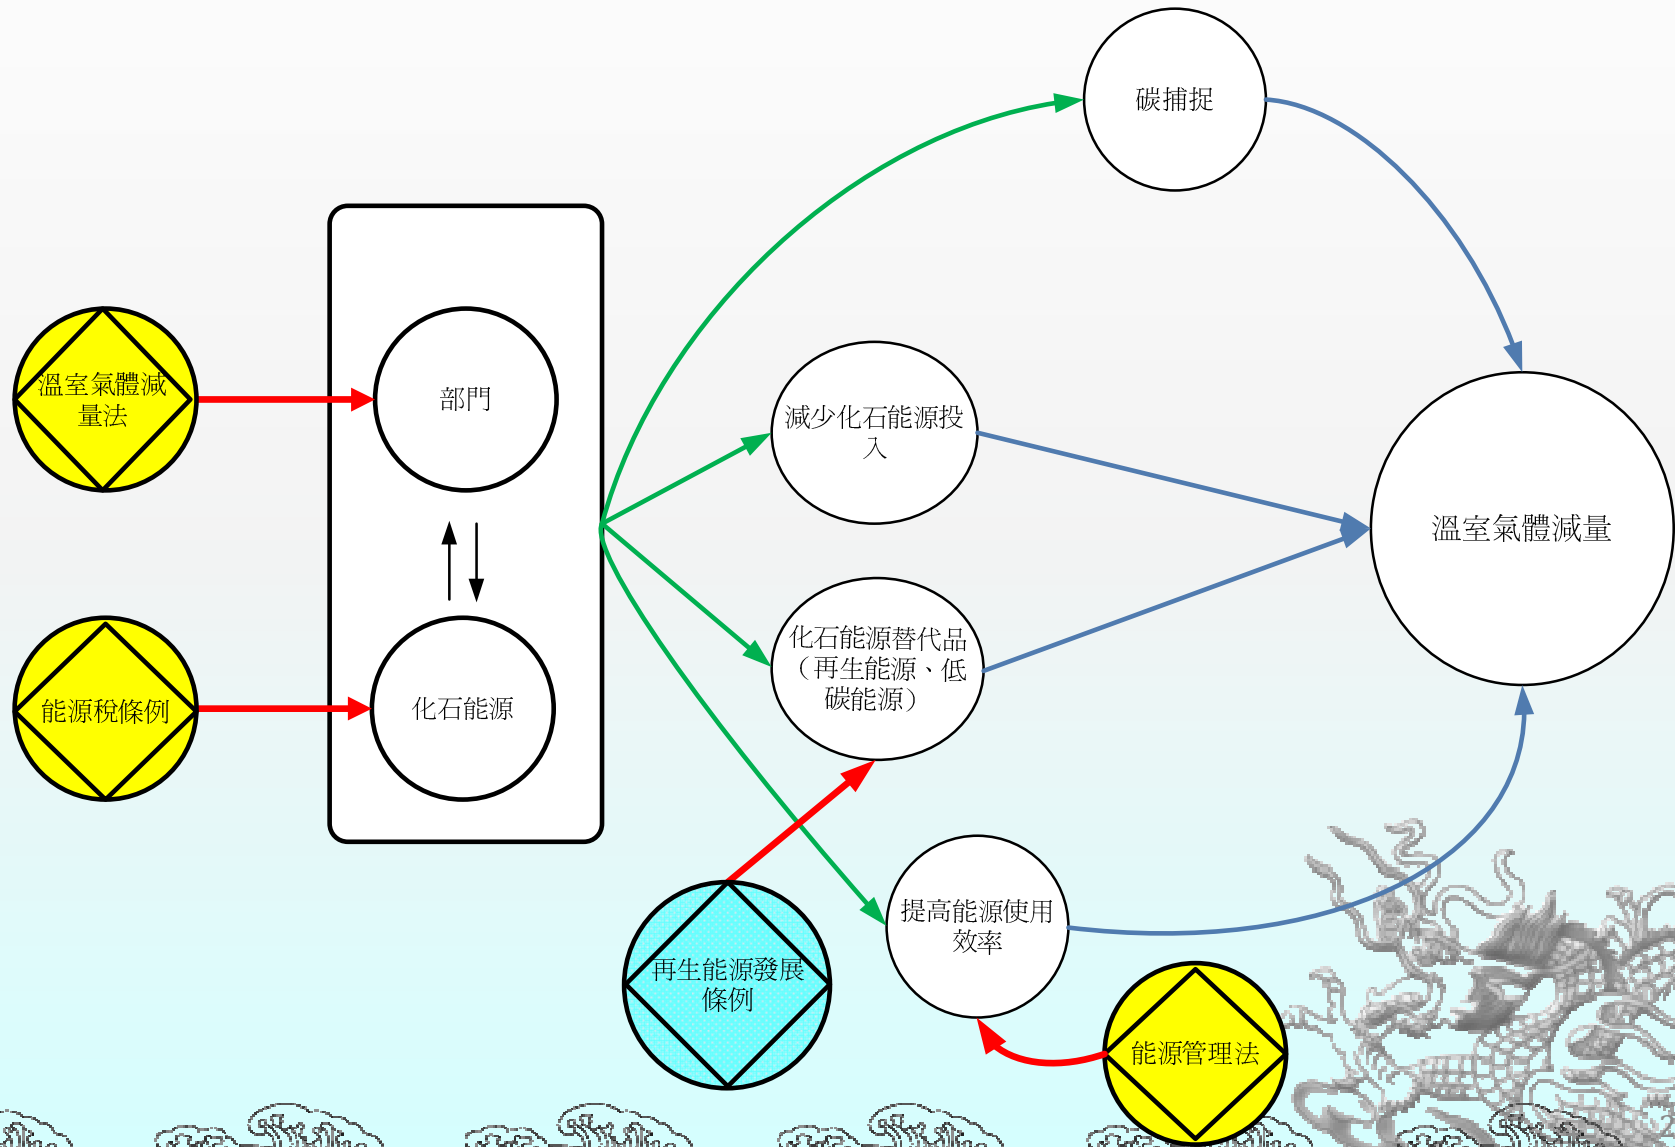 碳捕捉
溫室氣體減
量法
部門
減少化石能源投
入
溫室氣體減量
能源稅條例
化石能源
化石能源替代品
（再生能源、低
碳能源）
再生能源發展
條例
提高能源使用
效率
能源管理法